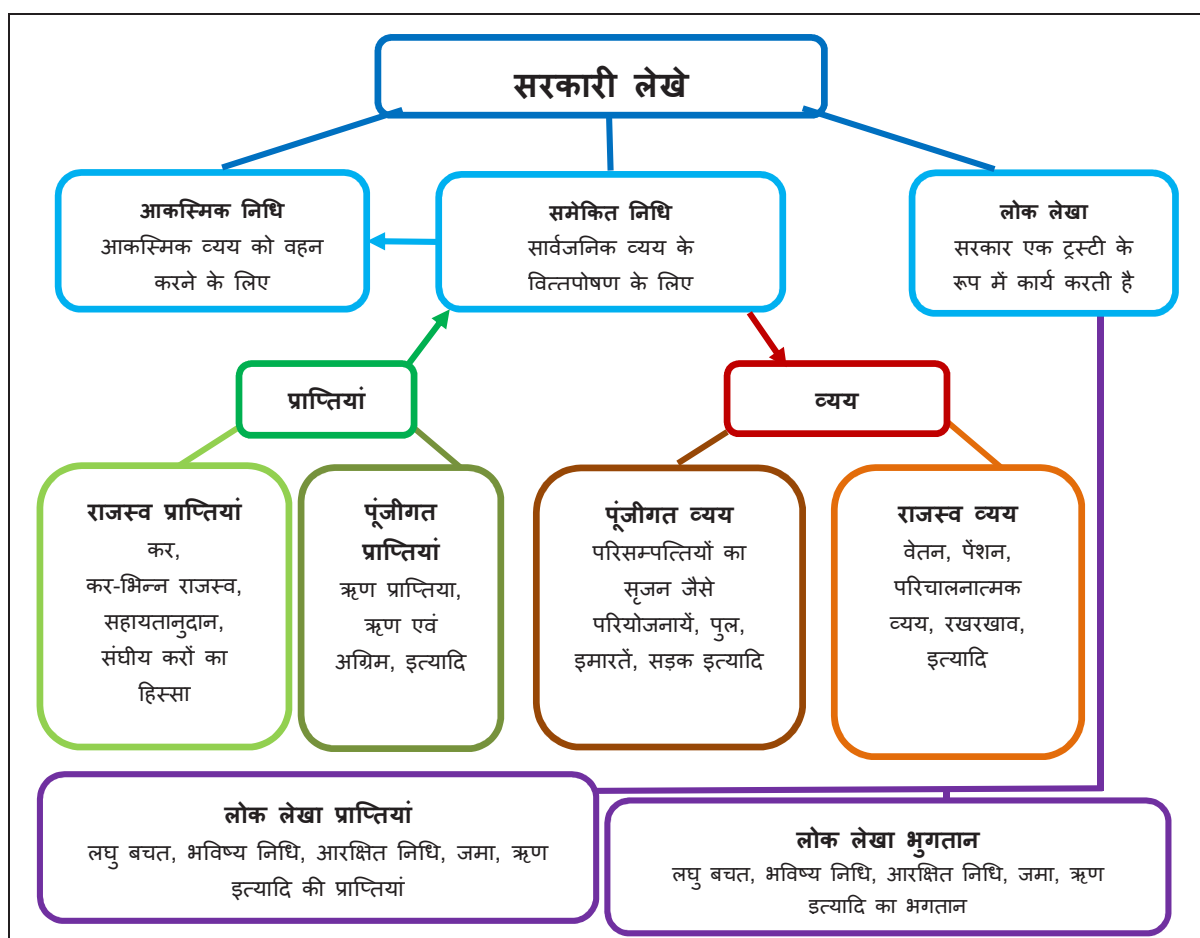 सरकारी लेखे
आकस्मिक निधि
आकस्मिक व्यय को वहन
करने के लिए
समेकित निधि
सार्वजनिक व्यय के
वित्तपोषण के लिए
लोक लेखा
सरकार एक ट्रस्टी के
रूप में कार्य करती है
प्राप्तियां
व्यय
राजस्व प्राप्तियां
कर,
कर-भिन्न राजस्व,
सहायतानुदान,
संघीय करों का
हिस्सा
पूंजीगत
प्राप्तियां
ऋण प्राप्तिया,
ऋण एवं
अग्रिम, इत्यादि
पूंजीगत व्यय
परिसम्पत्तियों का
सृजन जैसे
परियोजनायें, पुल,
इमारतें, सड़क इत्यादि
राजस्व व्यय
वेतन, पेंशन,
परिचालनात्मक
व्यय, रखरखाव,
इत्यादि
लोक लेखा प्राप्तियां
लघु बचत, भविष्य निधि, आरक्षित निधि, जमा, ऋण
इत्यादि की प्राप्तियां
लोक लेखा भुगतान
लघु बचत, भविष्य निधि, आरक्षित निधि, जमा, ऋण
इत्यादि का भगतान